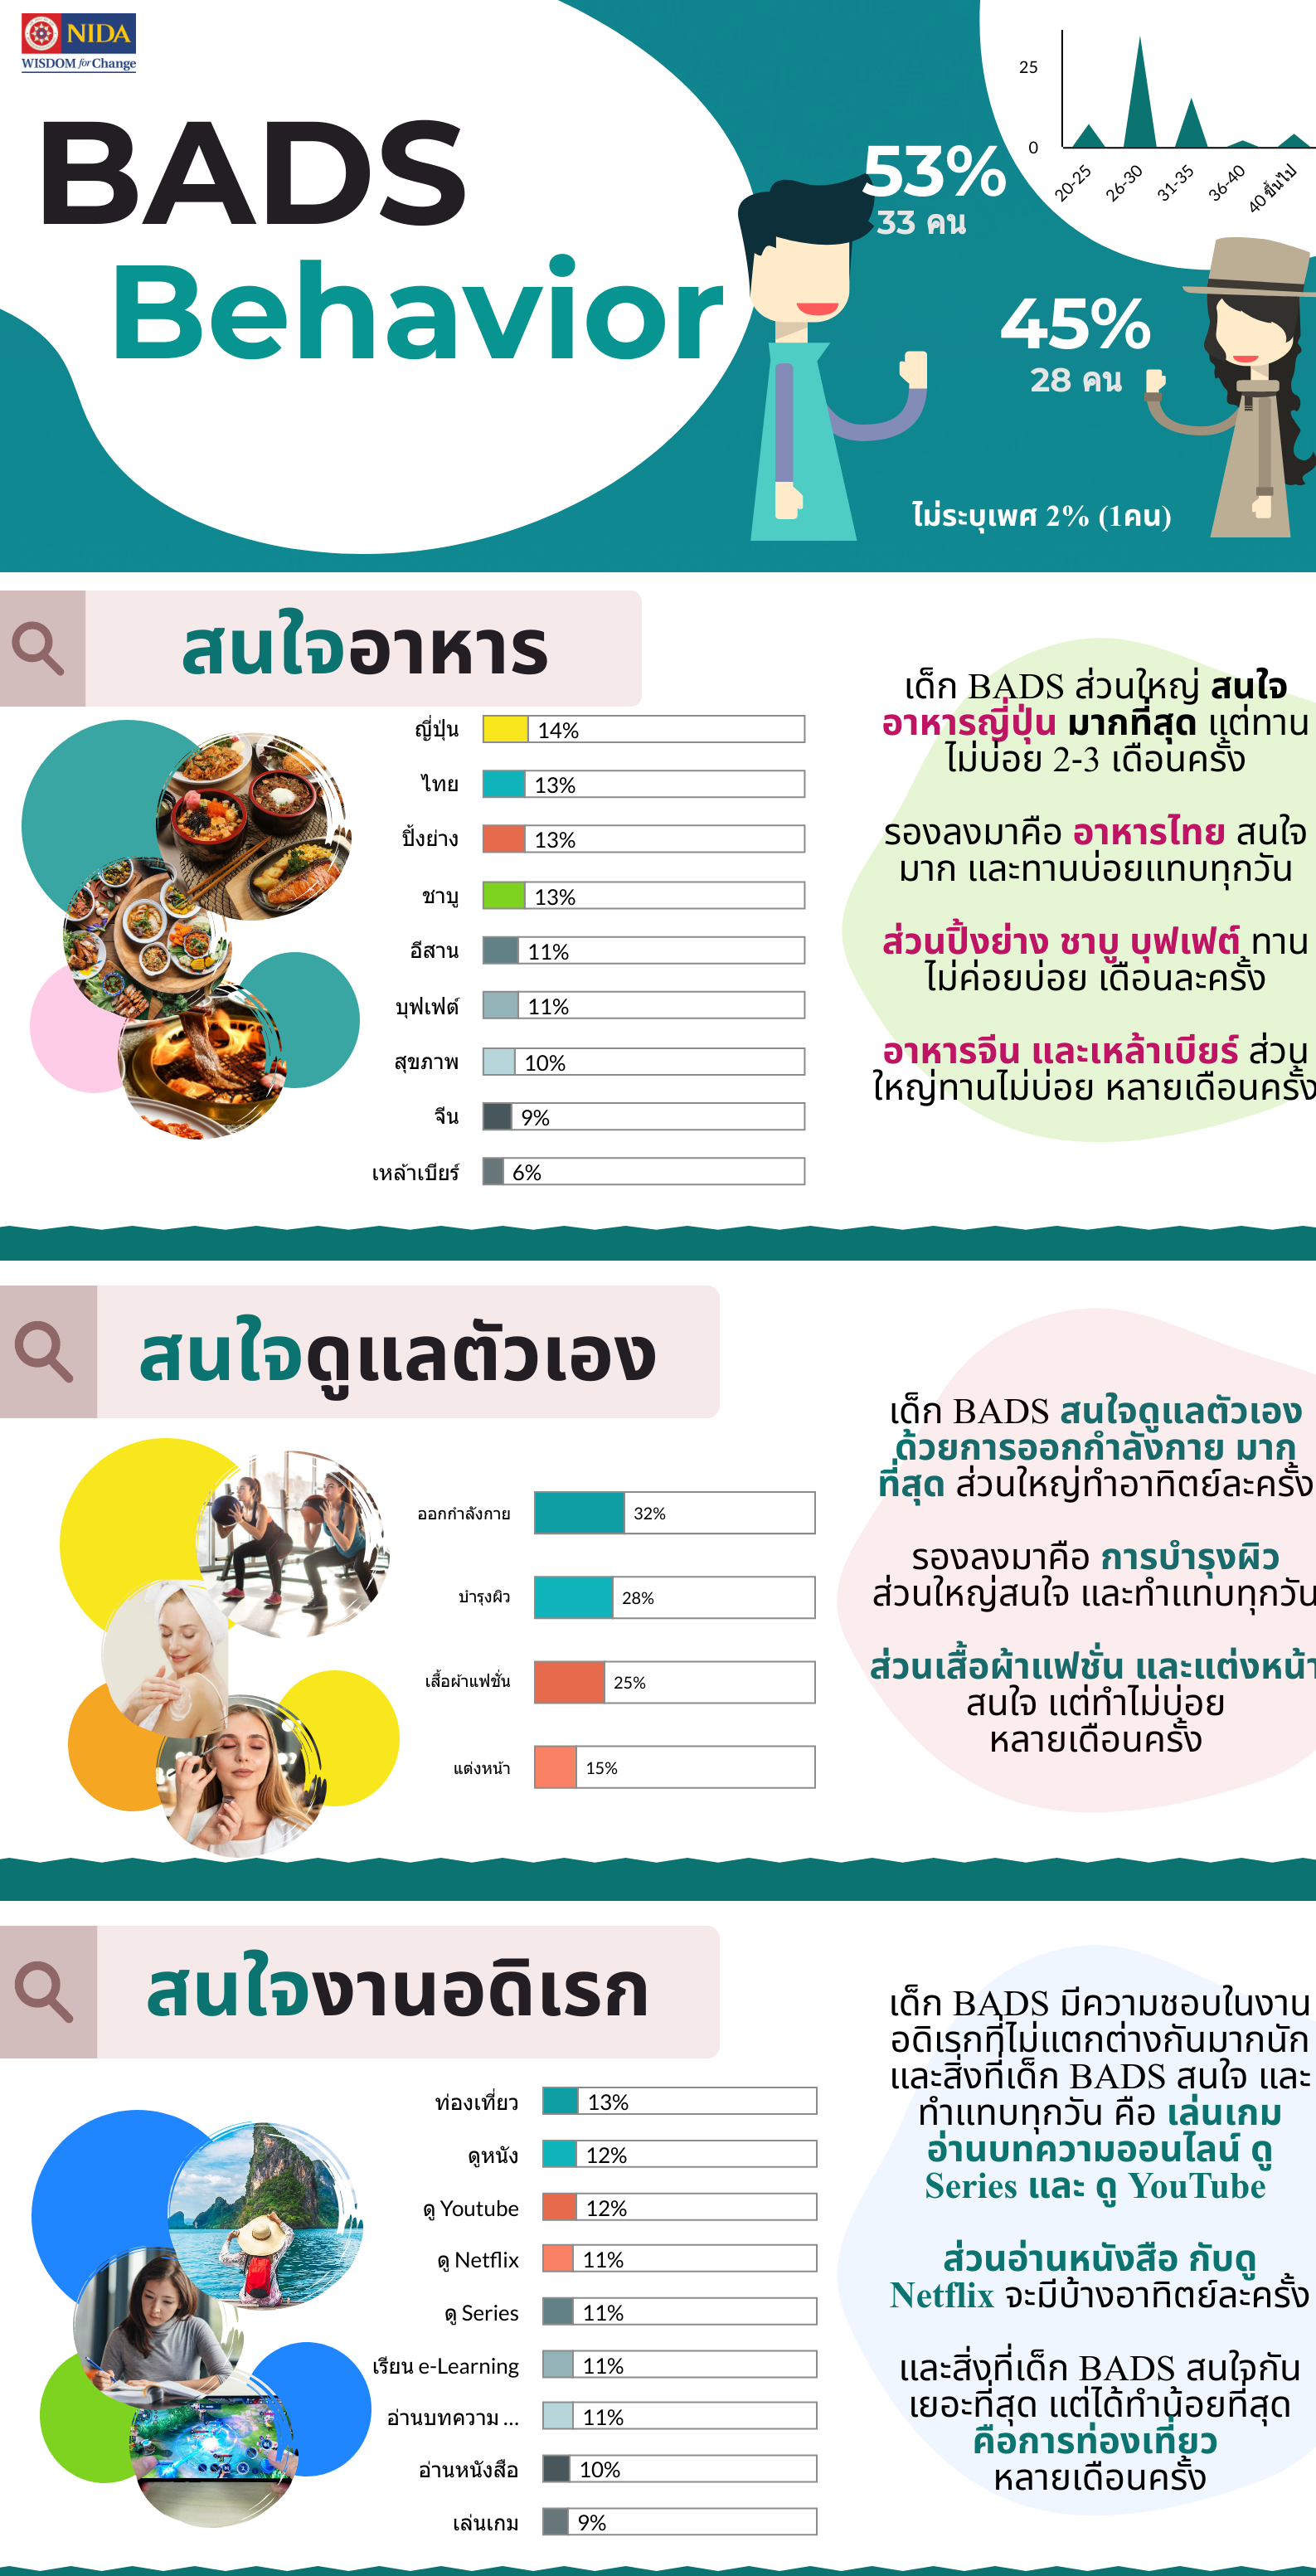 NIDA
WISDOM for Change
BADS
Behavior
25
0
20-25
26-30
31-35
36-40
40 ขึ้นไป
53%
33 คน
45%
28 คน
ไม่ระบุเพศ 2% (1คน)
สนใจอาหาร
ญี่ปุ่น 14%
ไทย 13%
ปิ้งย่าง 13%
ชาบู 13%
อีสาน 11%
บุฟเฟต์ 11%
สุขภาพ 10%
จีน 9%
เหล้าเบียร์ 6%
เด็ก BADS ส่วนใหญ่ สนใจ
อาหารญี่ปุ่น มากที่สุด แต่ทาน
ไม่บ่อย 2-3 เดือนครั้ง
รองลงมาคือ อาหารไทย สนใจ
มาก และทานบ่อยแทบทุกวัน
ส่วนปิ้งย่าง ชาบู บุฟเฟต์ ทาน
ไม่ค่อยบ่อย เดือนละครั้ง
อาหารจีน และเหล้าเบียร์ ส่วน
ใหญ่ทานไม่บ่อย หลายเดือนครั้ง
สนใจดูแลตัวเอง
ออกกำลังกาย 32%
บำรุงผิว 28%
เสื้อผ้าแฟชั่น 25%
แต่งหน้า 15%
เด็ก BADS สนใจดูแลตัวเอง
ด้วยการออกกำลังกาย มาก
ที่สุด ส่วนใหญ่ทำอาทิตย์ละครั้ง
รองลงมาคือ การบำรุงผิว
ส่วนใหญ่สนใจ และทำแทบทุกวัน
ส่วนเสื้อผ้าแฟชั่น และแต่งหน้า
สนใจ แต่ทำไม่บ่อย
หลายเดือนครั้ง
สนใจงานอดิเรก
ท่องเที่ยว 13%
ดูหนัง 12%
ดู Youtube 12%
ดู Netflix 11%
ดู Series 11%
เรียน e-Learning 11%
อ่านบทความ ... 11%
อ่านหนังสือ 10%
เล่นเกม 9%
เด็ก BADS มีความชอบในงาน
อดิเรกที่ไม่แตกต่างกันมากนัก
และสิ่งที่เด็ก BADS สนใจ และ
ทำแทบทุกวัน คือ เล่นเกม
อ่านบทความออนไลน์ ดู
Series และ ดู YouTube
ส่วนอ่านหนังสือ กับดู
Netflix จะมีบ้างอาทิตย์ละครั้ง
และสิ่งที่เด็ก BADS สนใจกัน
เยอะที่สุด แต่ได้ทำน้อยที่สุด
คือการท่องเที่ยว
หลายเดือนครั้ง